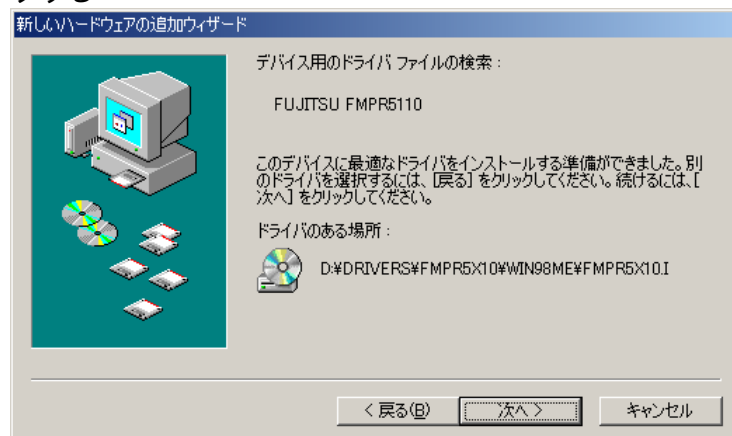 新しいハードウェアの追加ウィザード
デバイス用のドライバ ファイルの検索：
FUJITSU FMPR5110
このデバイスに最適なドライバをインストールする準備ができました。別
のドライバを選択するには、[戻る] をクリックしてください。続けるには、[
次へ] をクリックしてください。
ドライバのある場所：
D:¥DRIVERS¥FMPR5X10¥WIN98ME¥FMPR5X10.I
< 戻る(B)
次へ >
キャンセル